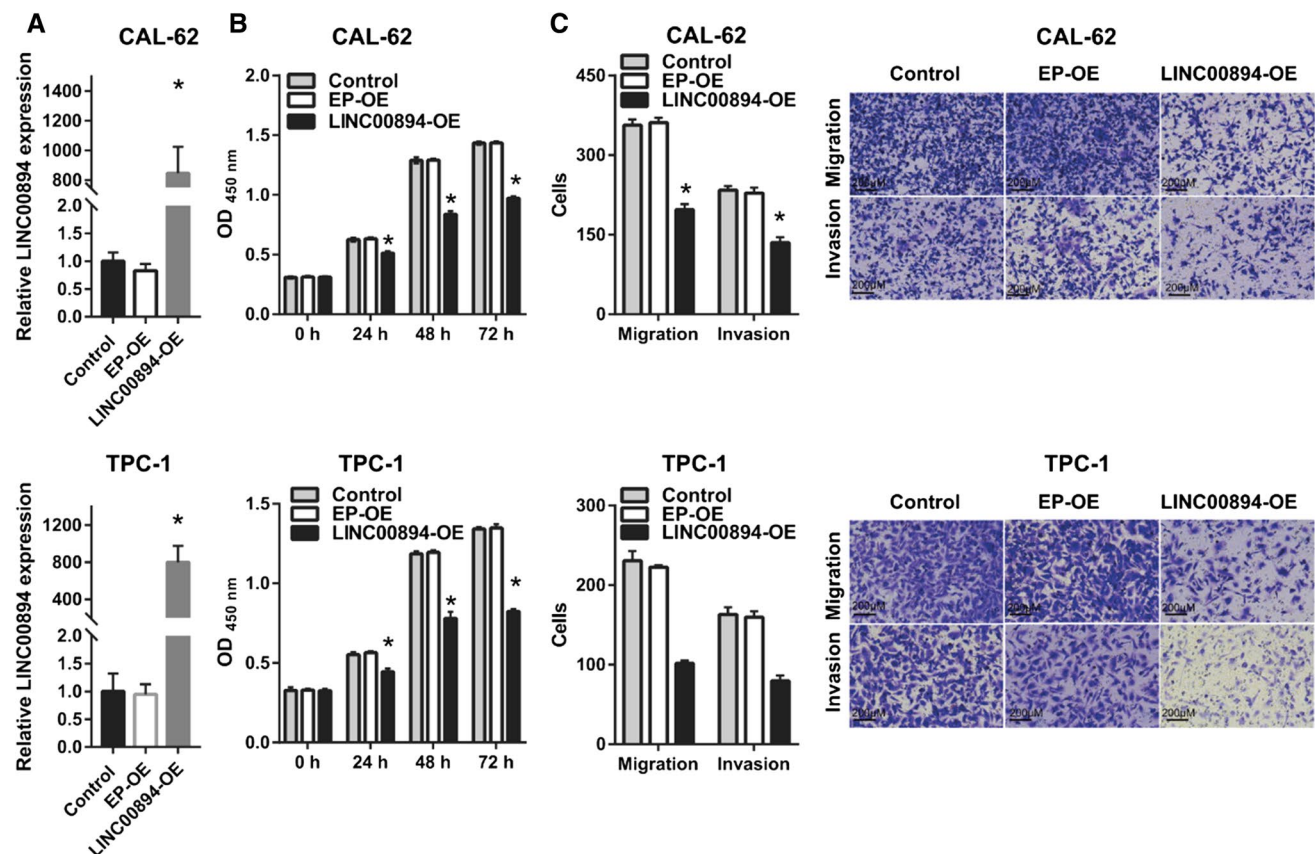 A
CAL-62
Relative LINC00894 expression
1400
1200
1000
800
2.0
1.5
1.0
0.5
0.0
*
Control
EP-OE
LINC00894-OE
B
CAL-62
Control
EP-OE
LINC00894-OE
OD 450 nm
2.0
1.5
1.0
0.5
0.0
*
*
*
0 h
24 h
48 h
72 h
C
CAL-62
Control
EP-OE
LINC00894-OE
Cells
450
300
150
0
*
*
Migration
Invasion
CAL-62
Control
EP-OE
LINC00894-OE
Migration
Invasion
200µM
200µM
200µM
200µM
200µM
200µM
TPC-1
Relative LINC00894 expression
1200
1000
800
600
400
2.0
1.5
1.0
0.5
0.0
*
Control
EP-OE
LINC00894-OE
TPC-1
Control
EP-OE
LINC00894-OE
OD 450 nm
1.5
1.0
0.5
0.0
*
*
*
0 h
24 h
48 h
72 h
TPC-1
Control
EP-OE
LINC00894-OE
Cells
300
200
100
0
Migration
Invasion
TPC-1
Control
EP-OE
LINC00894-OE
Migration
Invasion
200µM
200µM
200µM
200µM
200µM
200µM